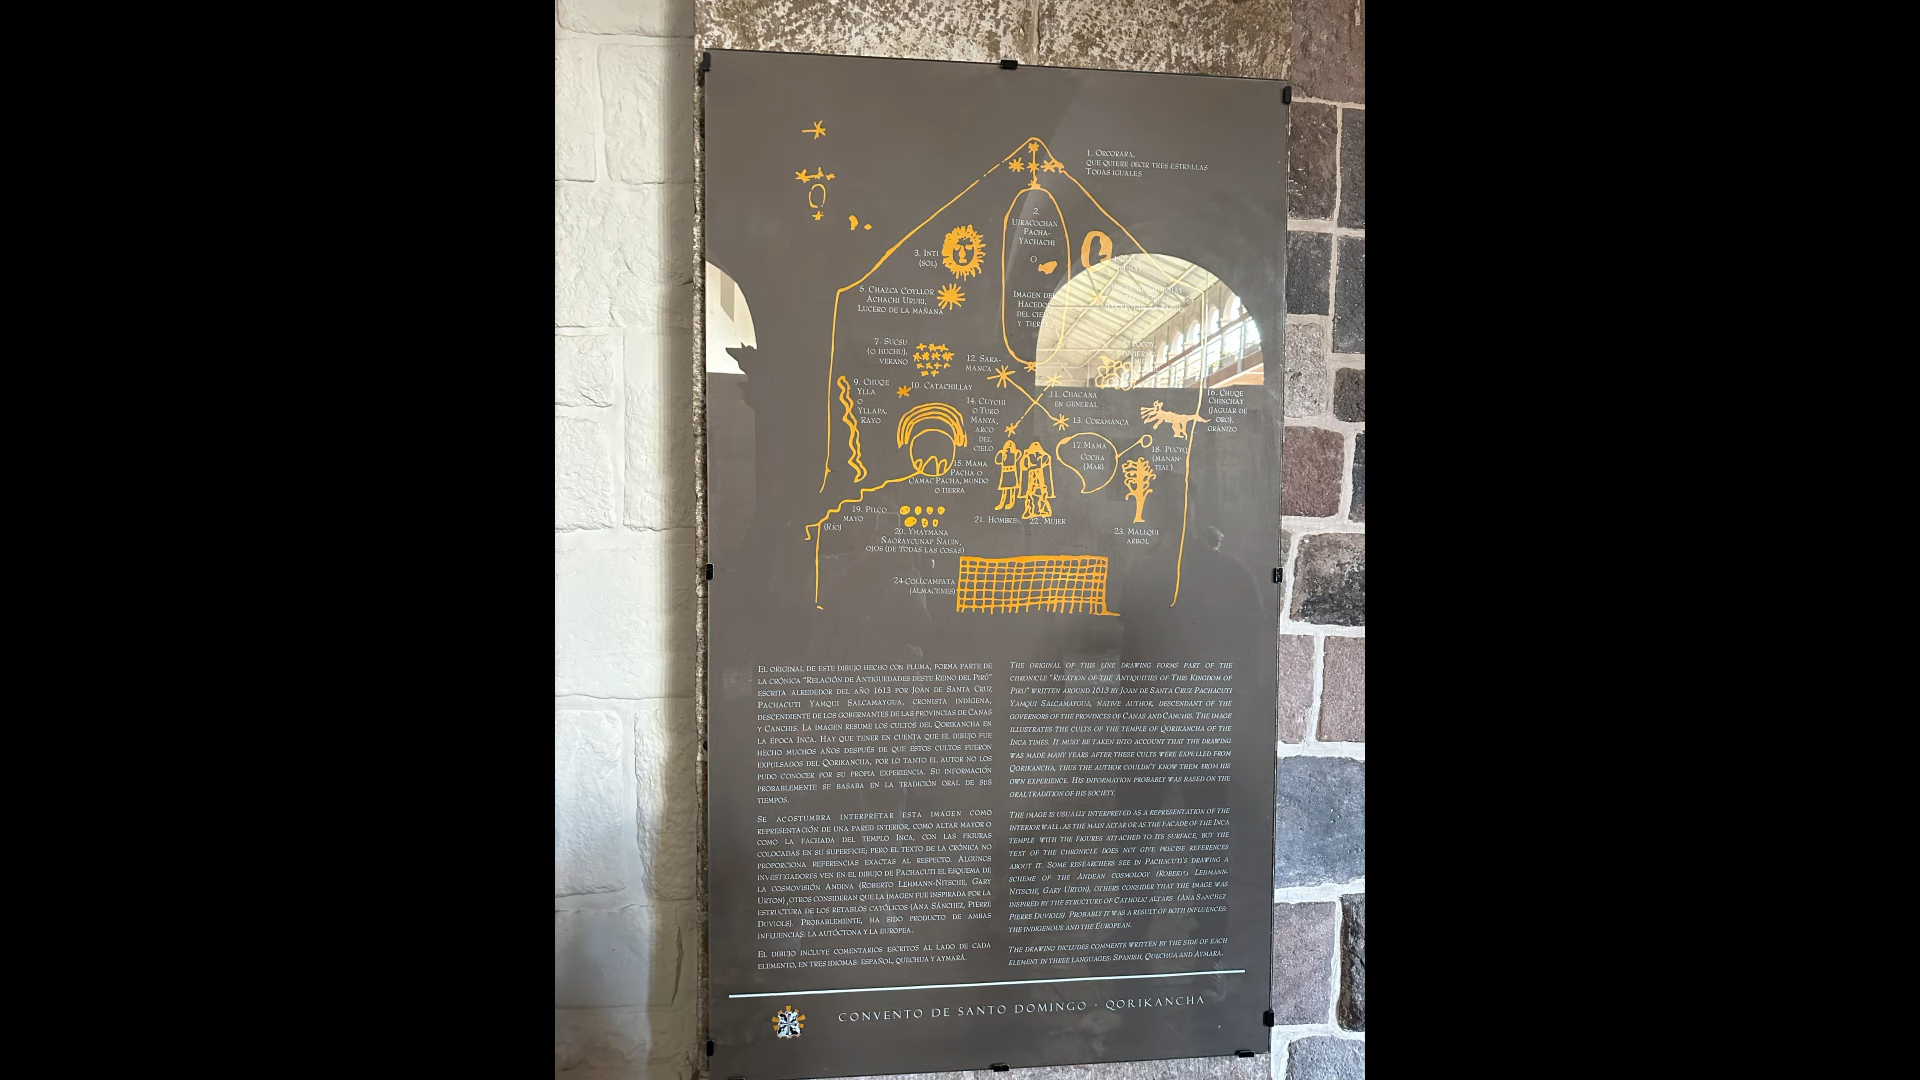 1. Orcorara,
que quiere decir tres estrellas
todas iguales
2.
Uiracochan
Pacha-
Yachachi
o
Imagen de
Hacedo
del cie
y tier
3. Inti
(sol)
5. Chazca Coyllor
Achachi Ururi,
Lucero de la mañana
7. Sucsu
(o Huchu),
verano
12. Sara-
manca
9. Chuqe
Ylla
o
Yllapa,
Rayo
10. Catachillay
11. Chacana
en general
16. Chuqe
Chinchay
(jaguar de
oro),
granizo
14. Cuychi
o Turo
Manya,
arco
del
cielo
13. Coramanca
17. Mama
Cocha
(Mar)
18. Pucyo
(manan-
tial)
15. Mama
Pacha o
Camac Pacha, mundo
o tierra
19. Pilco
mayo
(Río)
20. Ymaymana
Ñaoraycunap Ñauin,
ojos (de todas las cosas)
21. Hombre
22. Mujer
23. Mallqui
arbol
24. Collcampata
(almacenes)
El original de este dibujo hecho con pluma, forma parte de
la crónica "Relación de Antiguedades deste Reino del Pirú"
escrita alrededor del año 1613 por Joan de Santa Cruz
Pachacuti Yamqui Salcamaygua, cronista indígena,
descendiente de los gobernantes de las provincias de Canas
y Canchis. La imagen resume los cultos del Qorikancha en
la época Inca. Hay que tener en cuenta que el dibujo fue
hecho muchos años después de que estos cultos fueron
expulsados del Qorikancha, por lo tanto el autor no los
pudo conocer por su propia experiencia. Su información
probablemente se basaba en la tradición oral de sus
tiempos.
Se acostumbra interpretar esta imagen como
representación de una pared interior, como altar mayor o
como la fachada del templo Inca, con las figuras
colocadas en su superficie; pero el texto de la crónica no
proporciona referencias exactas al respecto. Algunos
investigadores ven en el dibujo de Pachacuti el esquema de
la cosmovisión Andina (Roberto Lehmann-Nitsche, Gary
Urton), otros consideran que la imagen fue inspirada por la
estructura de los retablos católicos (Ana Sánchez, Pierre
Duviols). Probablemente, ha sido producto de ambas
influencias: la autóctona y la europea.
El dibujo incluye comentarios escritos al lado de cada
elemento, en tres idiomas: español, quechua y aymará.
The original of this line drawing forms part of the
chronicle "Relation of the Antiquities of This Kingdom of
Piru" written around 1613 by Joan de Santa Cruz Pachacuti
Yamqui Salcamaygua, native author, descendant of the
governors of the provinces of Canas and Canchis. The image
illustrates the cults of the temple of Qorikancha of the
Inca times. It must be taken into account that the drawing
was made many years after these cults were expelled from
Qorikancha, thus the author couldn't know them from his
own experience. His information probably was based on the
oral tradition of his society.
The image is usually interpreted as a representation of the
interior wall, as the main altar or as the facade of the Inca
temple with the figures attached to its surface, but the
text of the chronicle does not give precise references
about it. Some researchers see in Pachacuti's drawing a
scheme of the Andean cosmology (Roberto Lehmann-
Nitsche, Gary Urton), others consider that the image was
inspired by the structure of Catholic altars (Ana Sanchez
Pierre Duviols). Probably it was a result of both influences:
the indigenous and the European.
The drawing includes comments written by the side of each
element in three languages: Spanish, Quechua and Aymara.
CONVENTO DE SANTO DOMINGO - QORIKANCHA